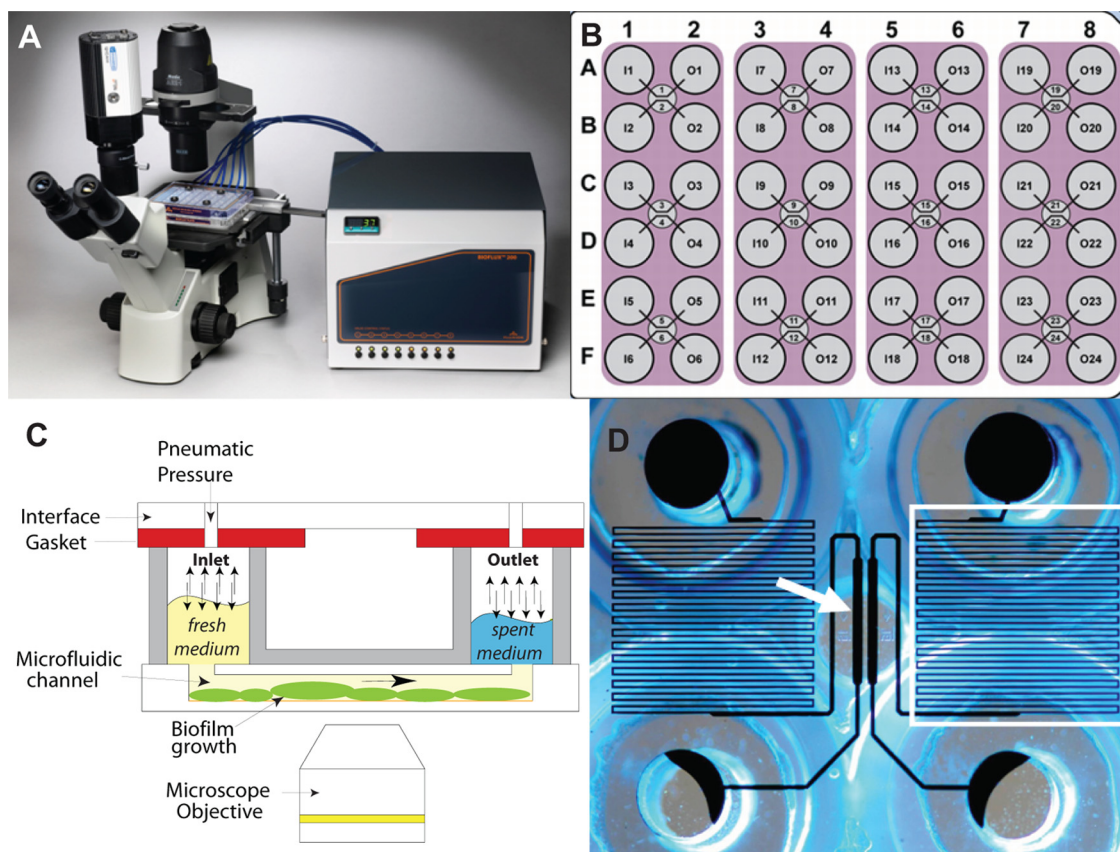 A
37
BIOFLUX™ 200
B
1 2 3 4 5 6 7 8
A I1 O1 I7 O7 I13 O13 I19 O19
1 7 13 19
2 8 14 20
B I2 O2 I8 O8 I14 O14 I20 O20
C I3 O3 I9 O9 I15 O15 I21 O21
3 9 15 21
4 10 16 22
D I4 O4 I10 O10 I16 O16 I22 O22
E I5 O5 I11 O11 I17 O17 I23 O23
5 11 17 23
6 12 18 24
F I6 O6 I12 O12 I18 O18 I24 O24
C
Pneumatic
Pressure
Interface
Gasket
Inlet
Outlet
fresh
medium
spent
medium
Microfluidic
channel
Biofilm
growth
Microscope
Objective
D